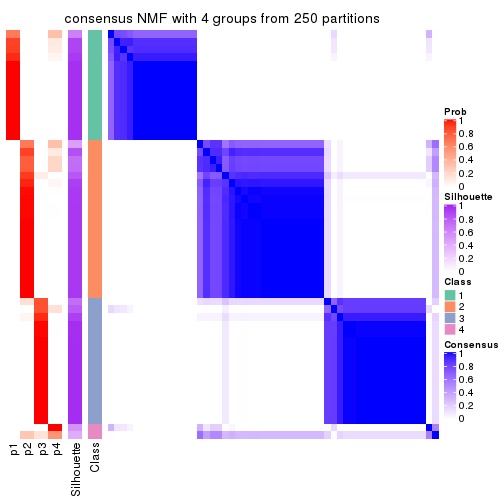 consensus NMF with 4 groups from 250 partitions
Prob
1
0.8
0.6
0.4
0.2
0
Silhouette
1
0.8
0.6
0.4
0.2
0
Class
1
2
3
4
Consensus
1
0.8
0.6
0.4
0.2
0
p1
p2
p3
p4
Silhouette
Class